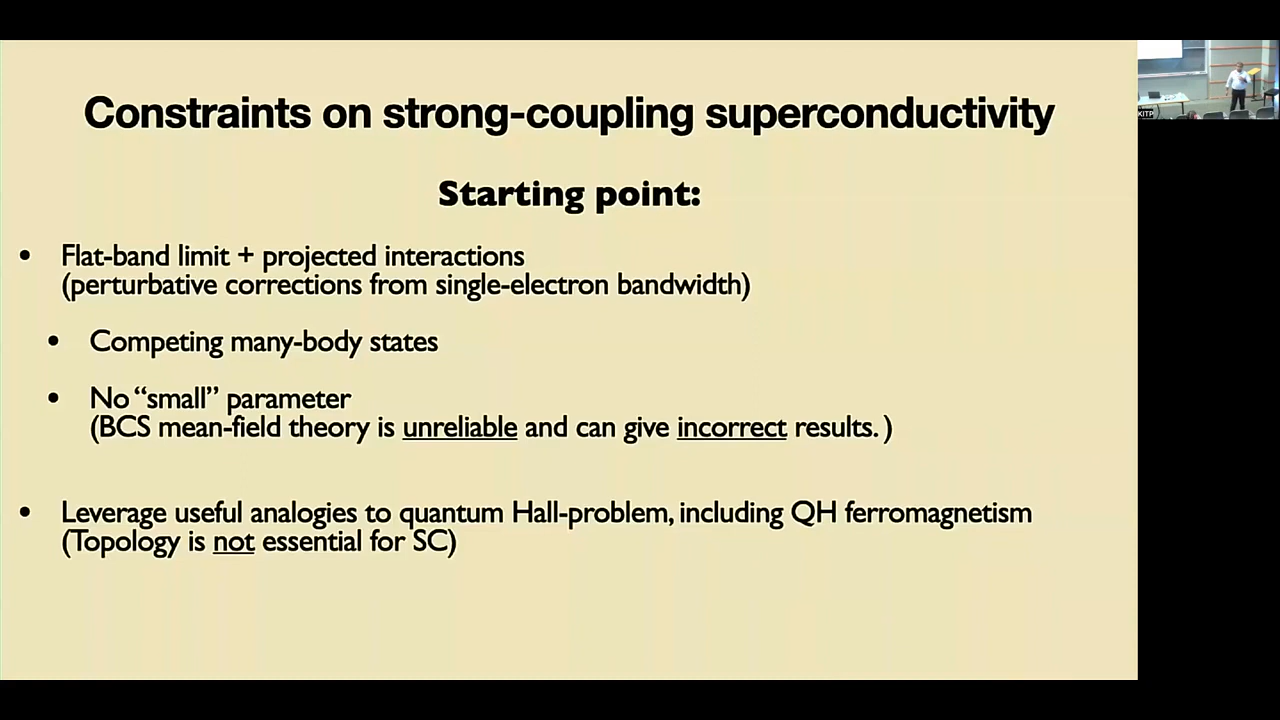 Constraints on strong-coupling superconductivity
Starting point:
• Flat-band limit + projected interactions
(perturbative corrections from single-electron bandwidth)
• Competing many-body states
• No “small” parameter
(BCS mean-field theory is unreliable and can give incorrect results. )
• Leverage useful analogies to quantum Hall-problem, including QH ferromagnetism
(Topology is not essential for SC)
KITP